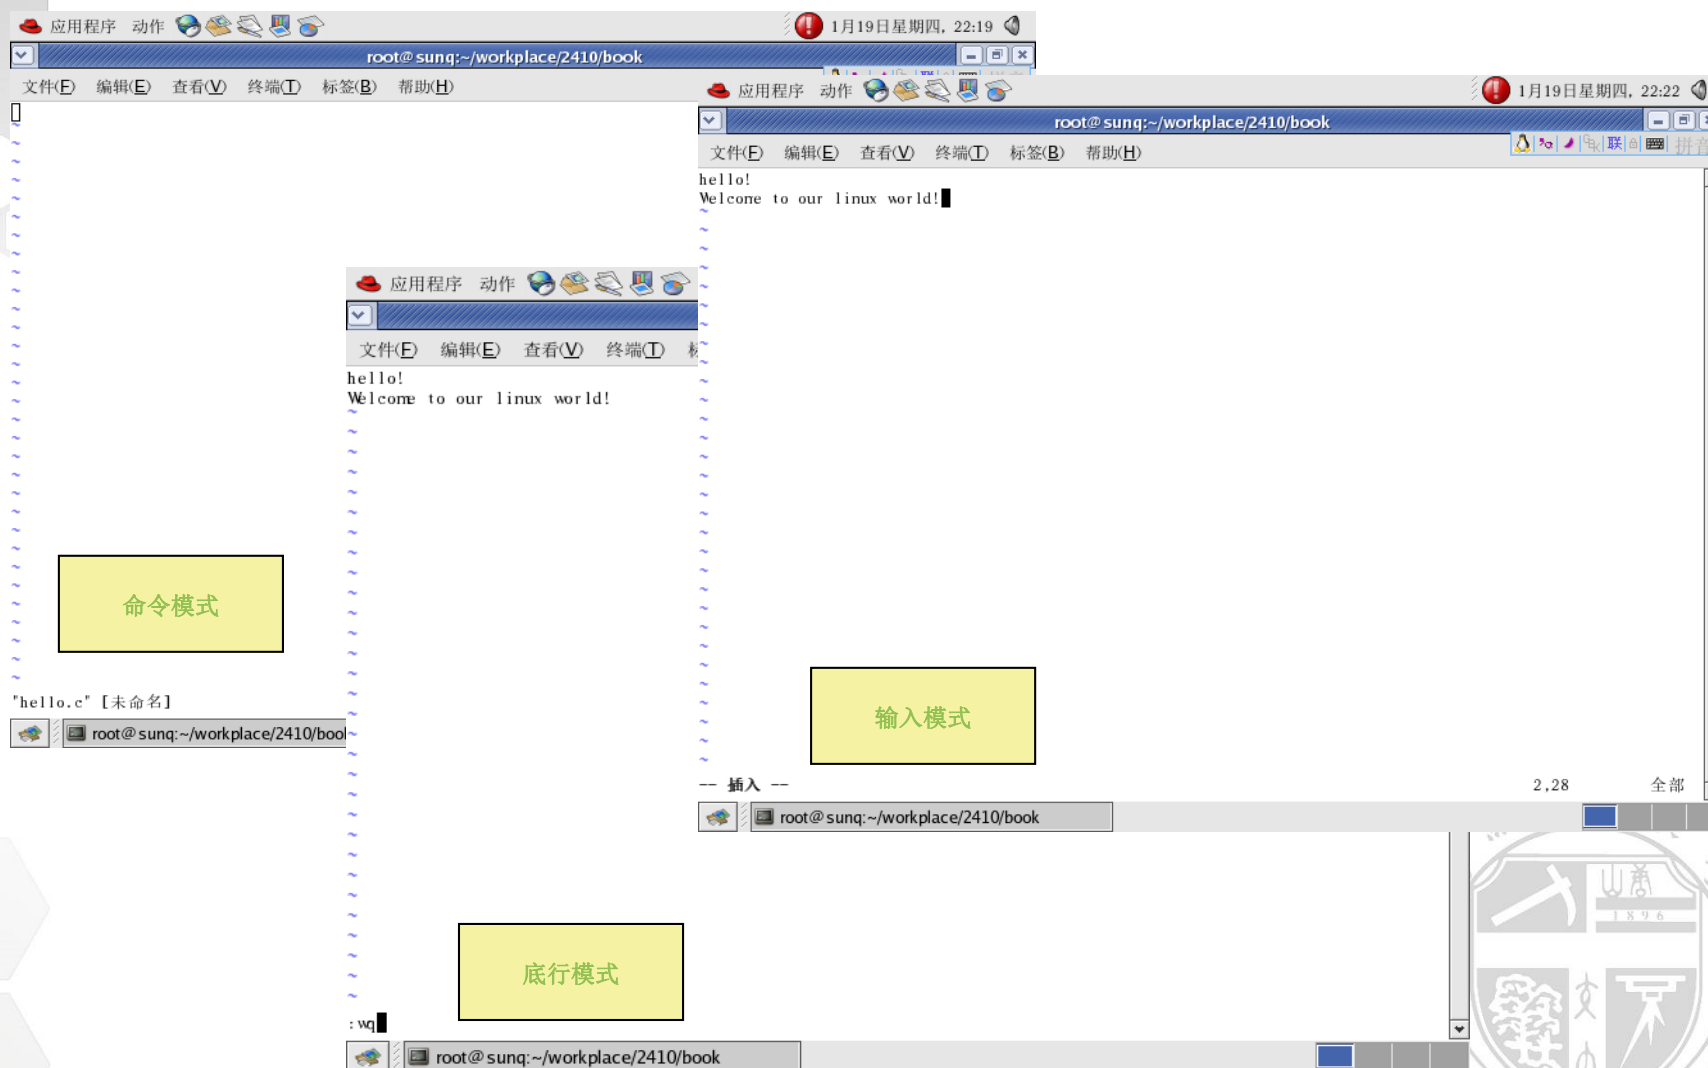 应用程序 动作 1月19日星期四, 22:19
root@sunq:~/workplace/2410/book
文件(F) 编辑(E) 查看(V) 终端(T) 标签(B) 帮助(H)
命令模式
"hello.c" [未命名]
root@sunq:~/workplace/2410/book
应用程序 动作
文件(F) 编辑(E) 查看(V) 终端(T)
hello!
Welcome to our linux world!
底行模式
:wq
root@sunq:~/workplace/2410/book
应用程序 动作 1月19日星期四, 22:22
root@sunq:~/workplace/2410/book
联 拼音
文件(F) 编辑(E) 查看(V) 终端(T) 标签(B) 帮助(H)
hello!
Welcome to our linux world!
输入模式
-- 插入 -- 2,28 全部
root@sunq:~/workplace/2410/book
1896